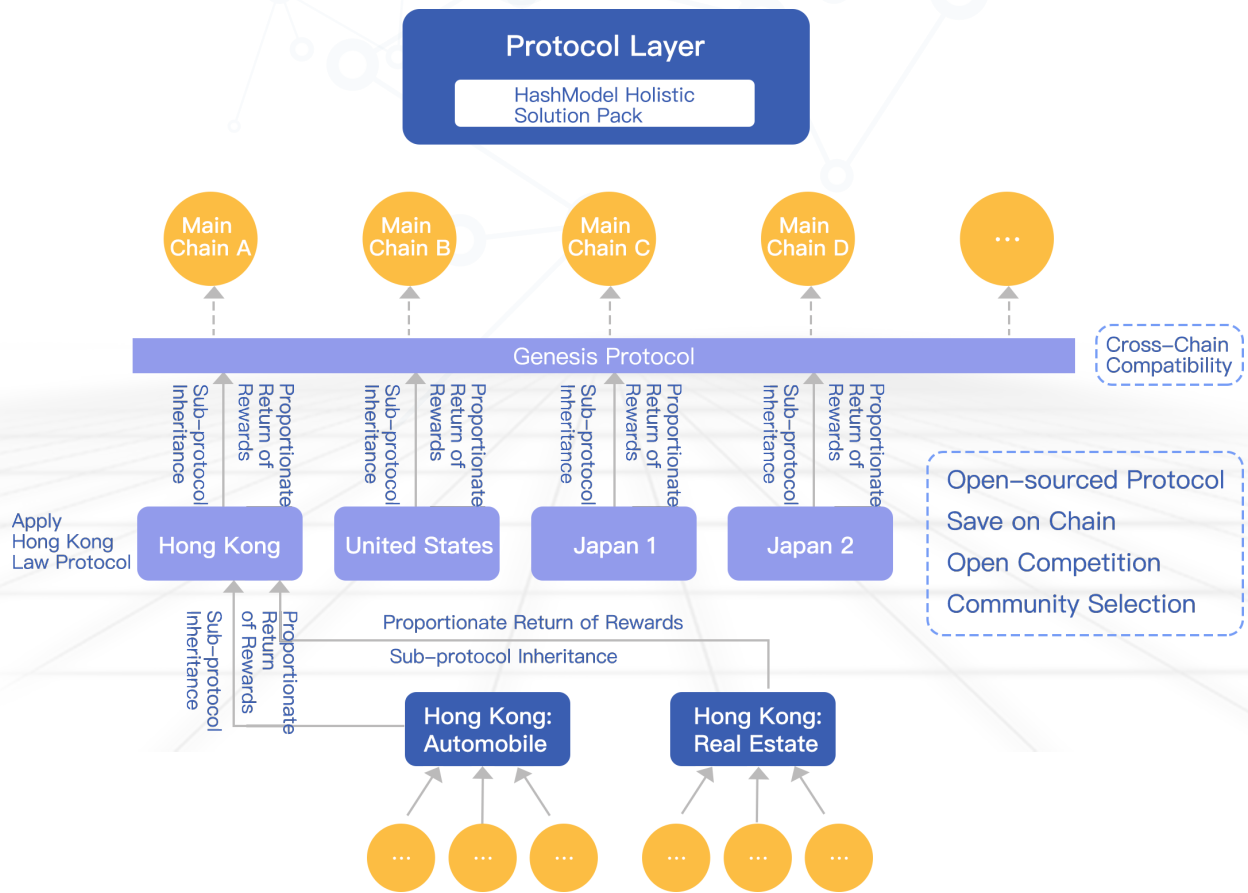 Protocol Layer
HashModel Holistic
Solution Pack
Main
Chain A
Main
Chain B
Main
Chain C
Main
Chain D
...
Genesis Protocol
Cross-Chain
Compatibility
Sub-protocol
Inheritance
Proportionate
Return of
Rewards
Sub-protocol
Inheritance
Proportionate
Return of
Rewards
Sub-protocol
Inheritance
Proportionate
Return of
Rewards
Sub-protocol
Inheritance
Proportionate
Return of
Rewards
Open-sourced Protocol
Save on Chain
Open Competition
Community Selection
Apply
Hong Kong
Law Protocol
Hong Kong
United States
Japan 1
Japan 2
Sub-protocol
Inheritance
Proportionate
Return
of Rewards
Proportionate Return of Rewards
Sub-protocol Inheritance
Hong Kong:
Automobile
Hong Kong:
Real Estate
...
...
...
...
...
...